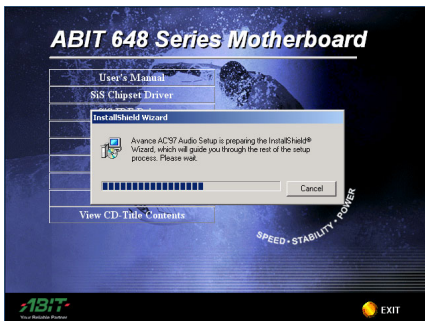 ABIT 648 Series Motherboard
User's Manual
SiS Chipset Driver
InstallShield Wizard
Avance AC'97 Audio Setup is preparing the InstallShield®
Wizard, which will guide you through the rest of the setup
process. Please wait.
Cancel
View CD-Title Contents
SPEED • STABILITY • POWER
ABIT
Your Reliable Partner
EXIT